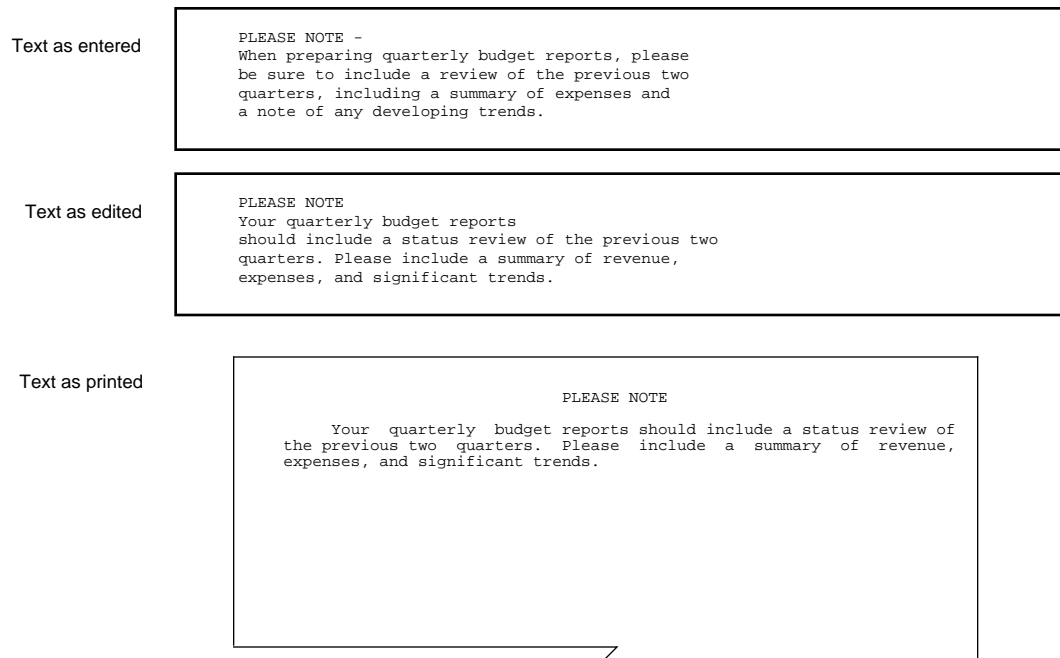 Text as entered
PLEASE NOTE -
When preparing quarterly budget reports, please
be sure to include a review of the previous two
quarters, including a summary of expenses and
a note of any developing trends.
Text as edited
PLEASE NOTE
Your quarterly budget reports
should include a status review of the previous two
quarters. Please include a summary of revenue,
expenses, and significant trends.
Text as printed
PLEASE NOTE
Your quarterly budget reports should include a status review of
the previous two quarters. Please include a summary of revenue,
expenses, and significant trends.